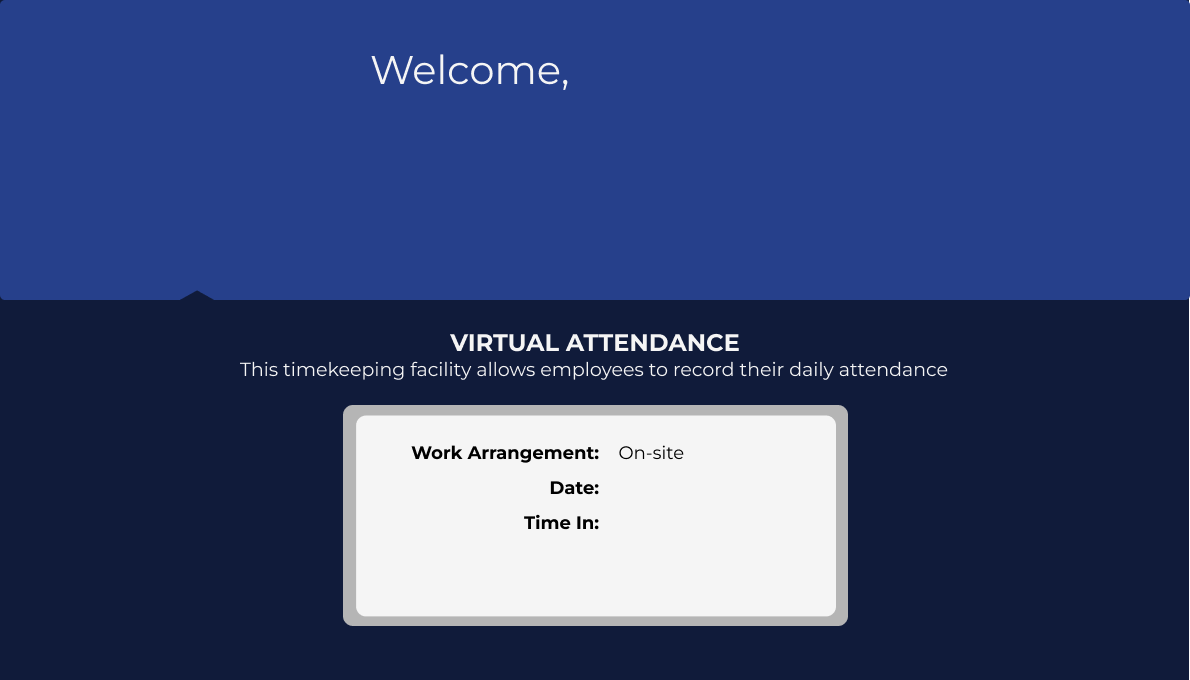 Welcome,
VIRTUAL ATTENDANCE
This timekeeping facility allows employees to record their daily attendance
Work Arrangement: On-site
Date:
Time In: